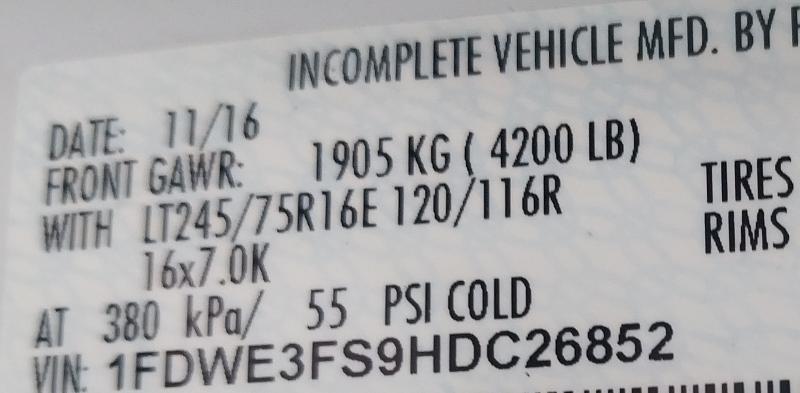 INCOMPLETE VEHICLE MFD. BY
DATE: 11/16
FRONT GAWR: 1905 KG ( 4200 LB)
WITH LT245/75R16E 120/116R TIRES
16x7.0K RIMS
AT 380 kPa/ 55 PSI COLD
VIN: 1FDWE3FS9HDC26852